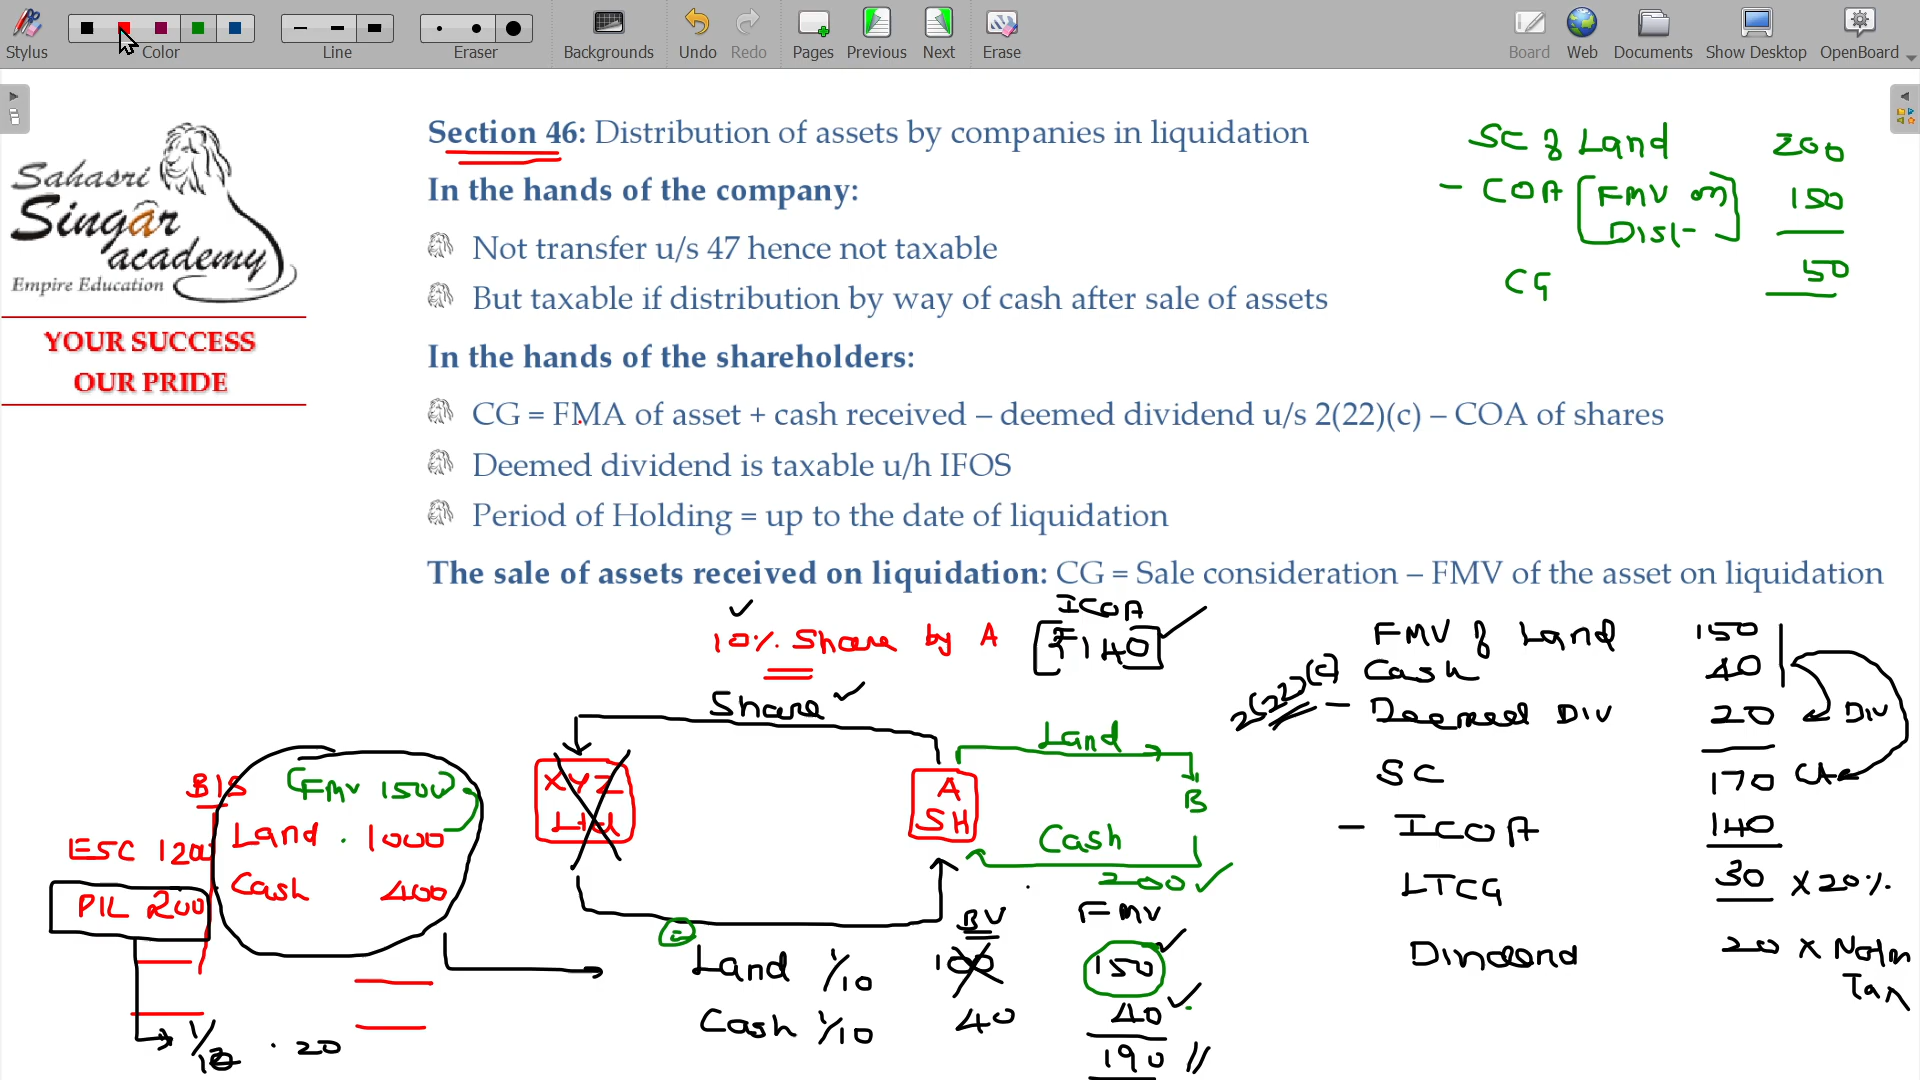 Stylus
Color
Line
Eraser
Backgrounds
Undo
Redo
Pages
Previous
Next
Erase
Board
Web
Documents
Show Desktop
OpenBoard
Sahasri
Singar
academy
Empire Education
YOUR SUCCESS
OUR PRIDE
Section 46: Distribution of assets by companies in liquidation
In the hands of the company:
Not transfer u/s 47 hence not taxable
But taxable if distribution by way of cash after sale of assets
In the hands of the shareholders:
CG = FMA of asset + cash received – deemed dividend u/s 2(22)(c) – COA of shares
Deemed dividend is taxable u/h IFOS
Period of Holding = up to the date of liquidation
The sale of assets received on liquidation: CG = Sale consideration – FMV of the asset on liquidation
SC of Land 200
- COA [FMV on 150
Dist- ]
CG 50
10% Share by A
ICOA
[₹140]
Share
XYZ
Ltd
A
SH
Land
B
Cash
200
B/S
(FMV 1500)
Land 1000
ESC 1200
Cash 400
P/L 200
1/10 20
BV FMV
Land 1/10 100 150
Cash 1/10 40 40
190 //
FMV of Land 150
Cash 40
2(22)(c) - Deemed Div 20 Div
SC 170
- ICOA 140
LTCG 30 x 20%
Dindend 20 x Nolm
Tax